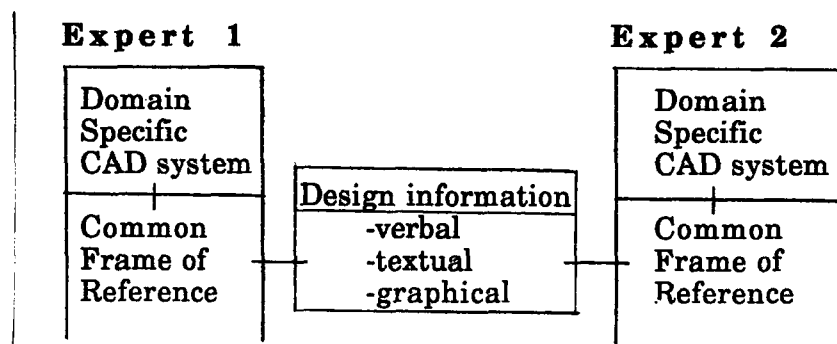 Expert 1
Domain
Specific
CAD system
Common
Frame of
Reference
Design information
-verbal
-textual
-graphical
Expert 2
Domain
Specific
CAD system
Common
Frame of
Reference